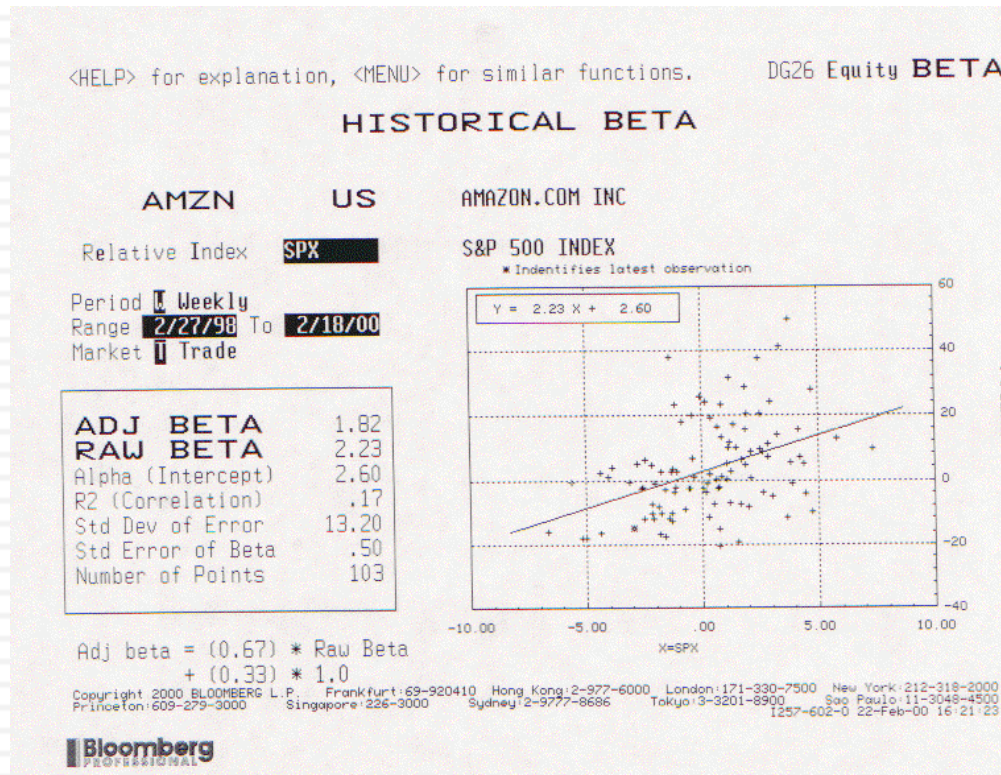 <HELP> for explanation, <MENU> for similar functions. DG26 Equity BETA
HISTORICAL BETA
AMZN US AMAZON.COM INC
Relative Index SPX S&P 500 INDEX
* Indentifies latest observation
Period W Weekly
Range 2/27/98 To 2/18/00
Market T Trade
Y = 2.23 X + 2.60
60
40
20
0
-20
-40
-10.00 -5.00 .00 5.00 10.00
X=SPX
ADJ BETA 1.82
RAW BETA 2.23
Alpha (Intercept) 2.60
R2 (Correlation) .17
Std Dev of Error 13.20
Std Error of Beta .50
Number of Points 103
Adj beta = (0.67) * Raw Beta
+ (0.33) * 1.0
Copyright 2000 BLOOMBERG L.P. Frankfurt:69-920410 Hong Kong:2-977-6000 London:171-330-7500 New York:212-318-2000
Princeton:609-279-3000 Singapore:226-3000 Sydney:2-9777-8686 Tokyo:3-3201-8900 Sao Paulo:11-3048-4500
I257-602-0 22-Feb-00 16:21:23
Bloomberg
PROFESSIONAL